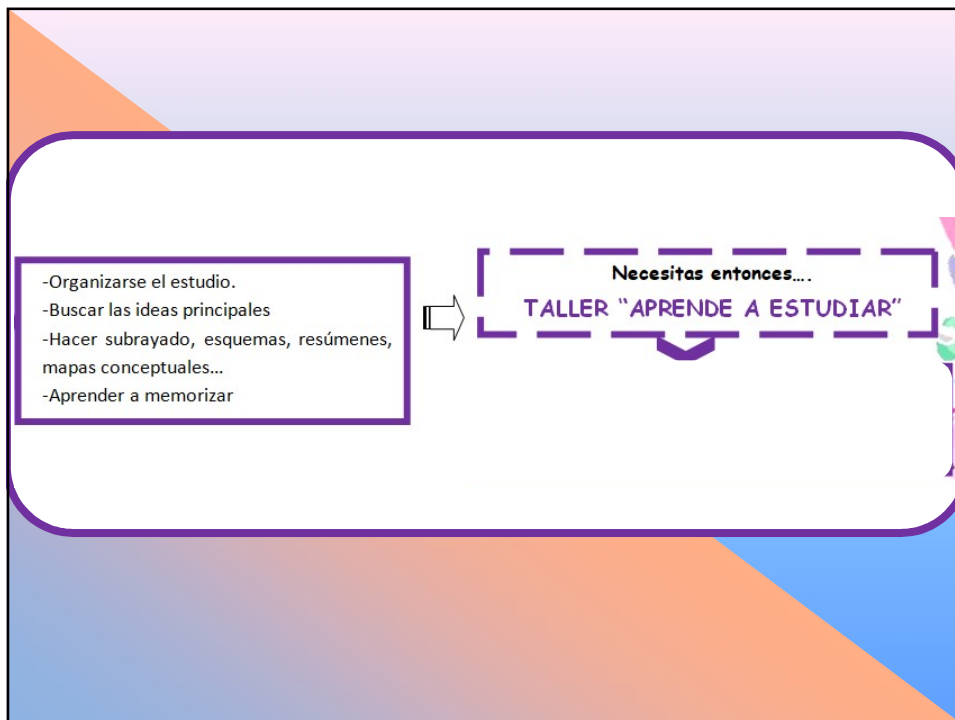 -Organizarse el estudio.
-Buscar las ideas principales
-Hacer subrayado, esquemas, resúmenes,
mapas conceptuales...
-Aprender a memorizar
Necesitas entonces....
TALLER “APRENDE A ESTUDIAR”